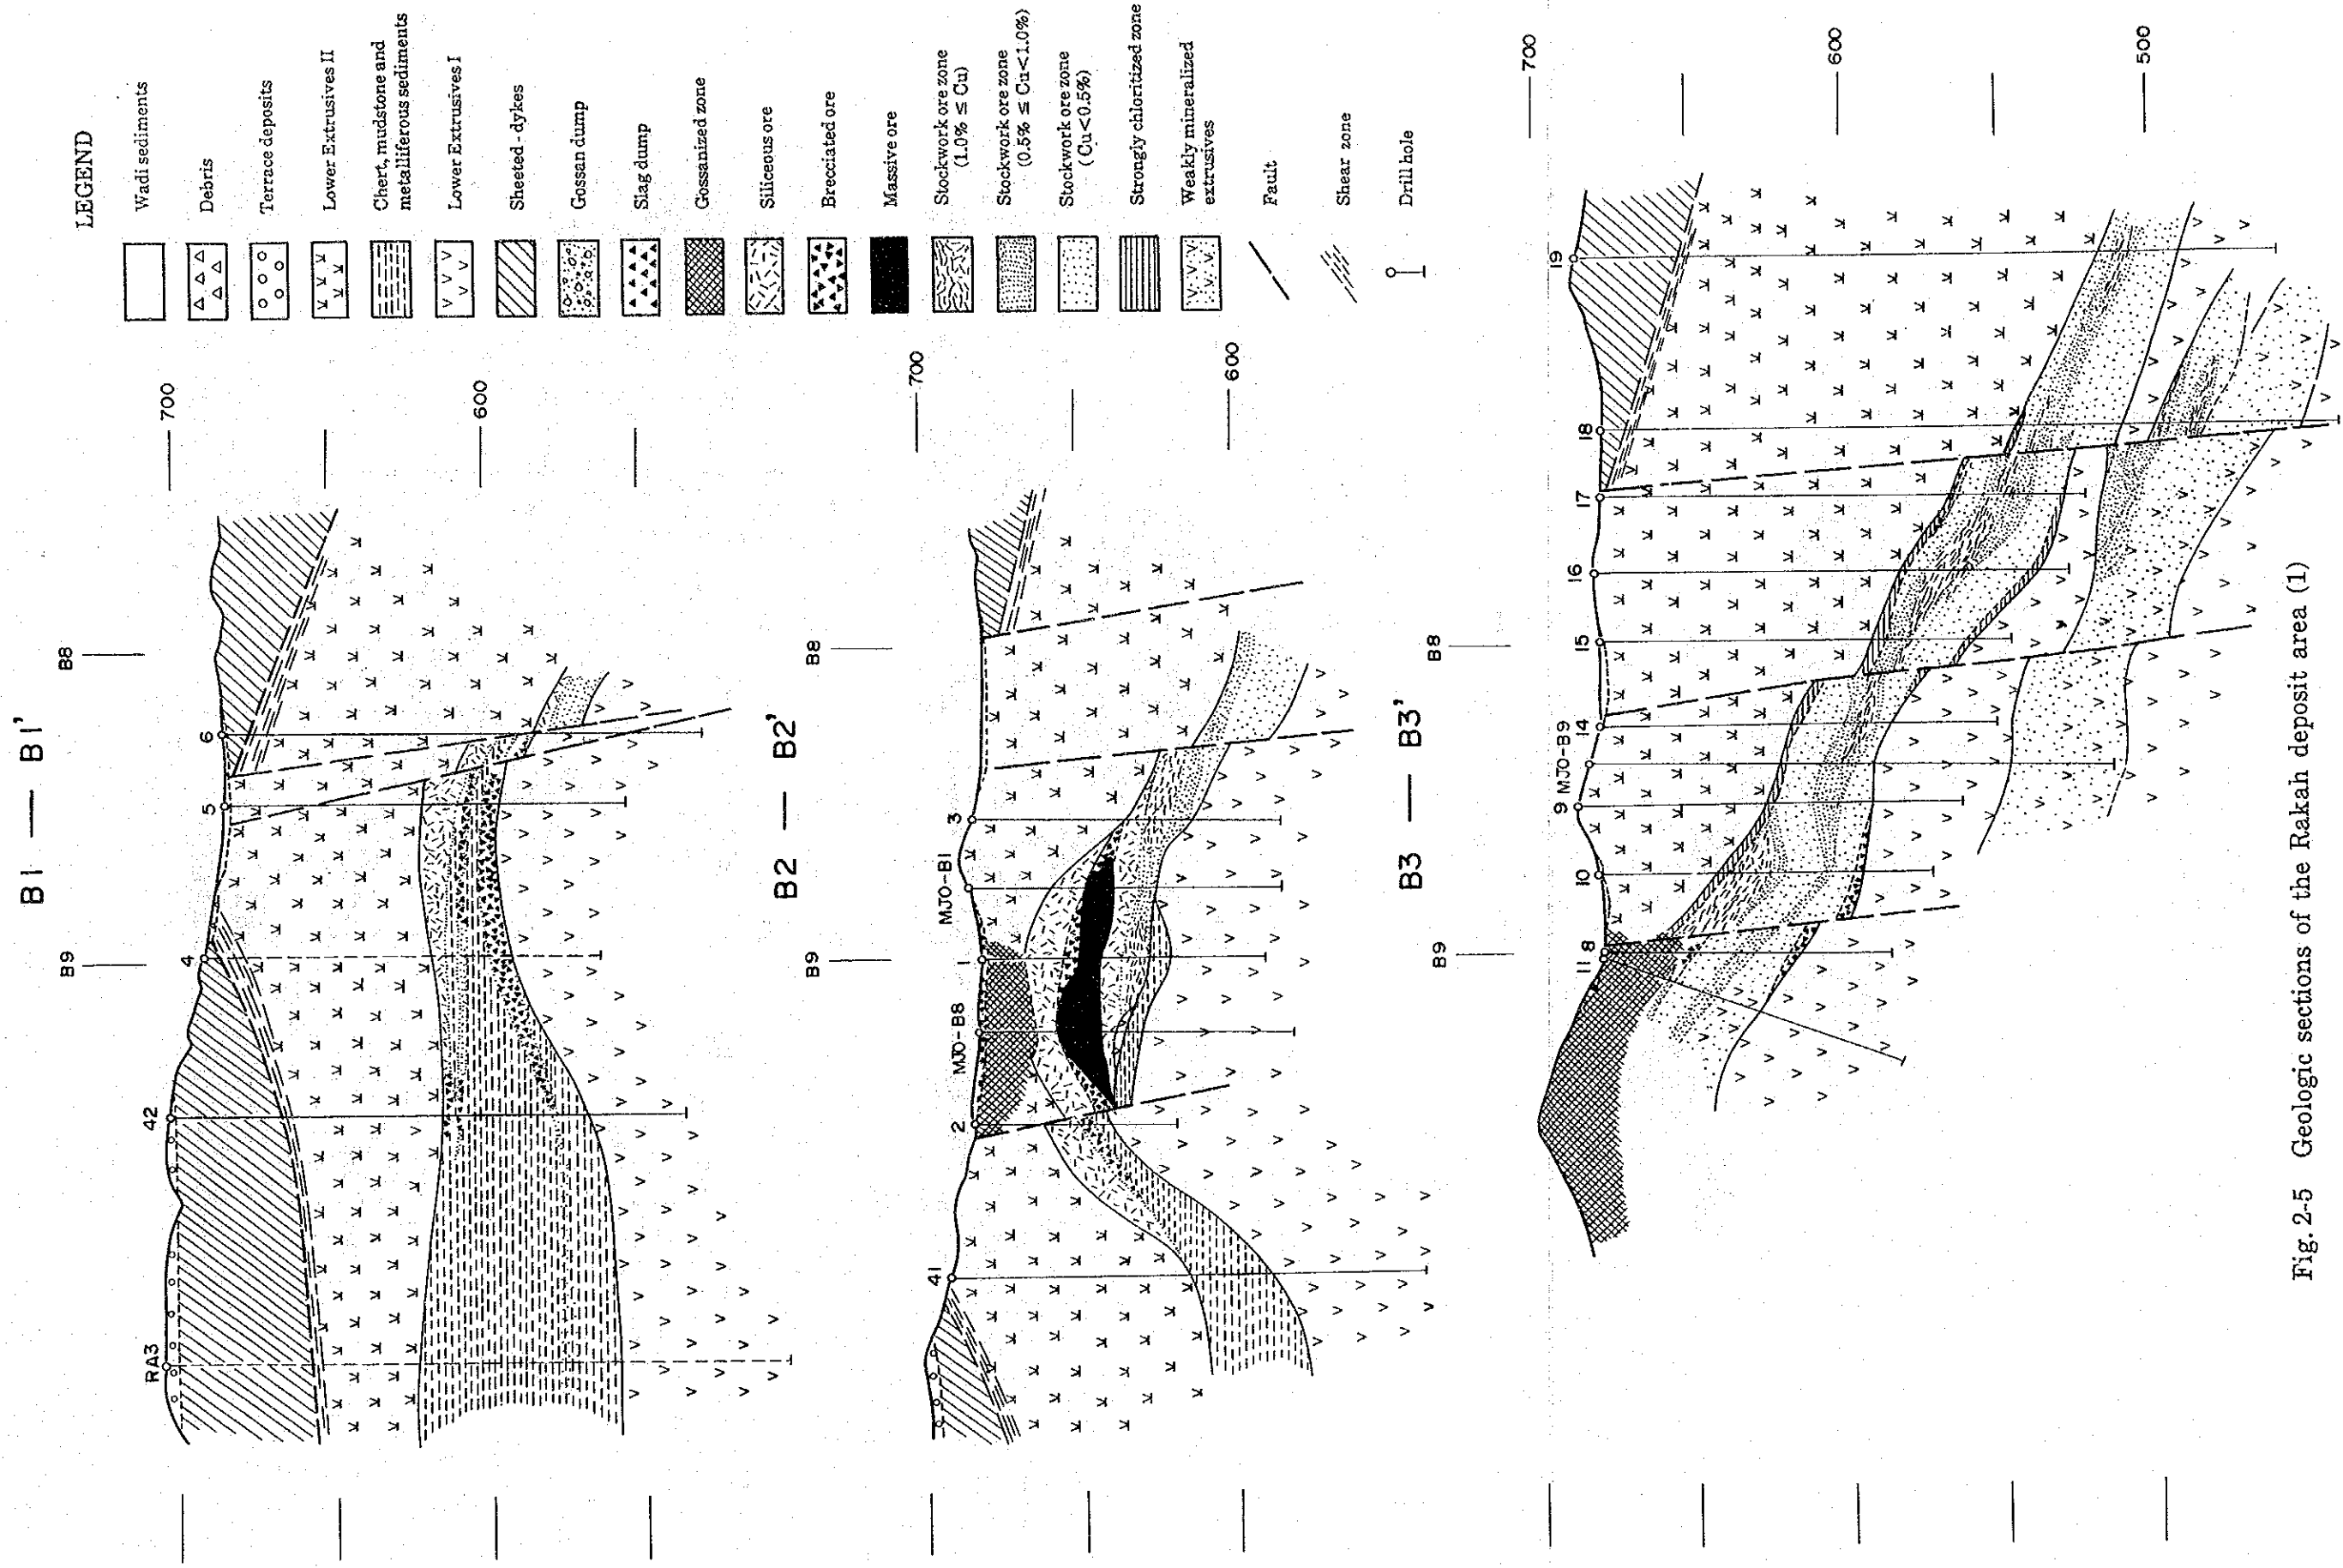 B1 — B1'
B9
B8
RA3
42
4
5
6
700
600
B2 — B2'
B9
B8
41
2
MJO-B8
1
MJO-B1
3
700
600
B3 — B3'
B9
B8
11
8
10
9
MJO-B9
14
15
16
17
18
19
700
600
500
LEGEND
Wadi sediments
Debris
Terrace deposits
Lower Extrusives II
Chert, mudstone and
metalliferous sediments
Lower Extrusives I
Sheeted - dykes
Gossan dump
Slag dump
Gossanized zone
Siliceous ore
Brecciated ore
Massive ore
Stockwork ore zone
(1.0% ≤ Cu)
Stockwork ore zone
(0.5% ≤ Cu<1.0%)
Stockwork ore zone
(Cu<0.5%)
Strongly chloritized zone
Weakly mineralized
extrusives
Fault
Shear zone
Drill hole
Fig. 2-5 Geologic sections of the Rakah deposit area (1)